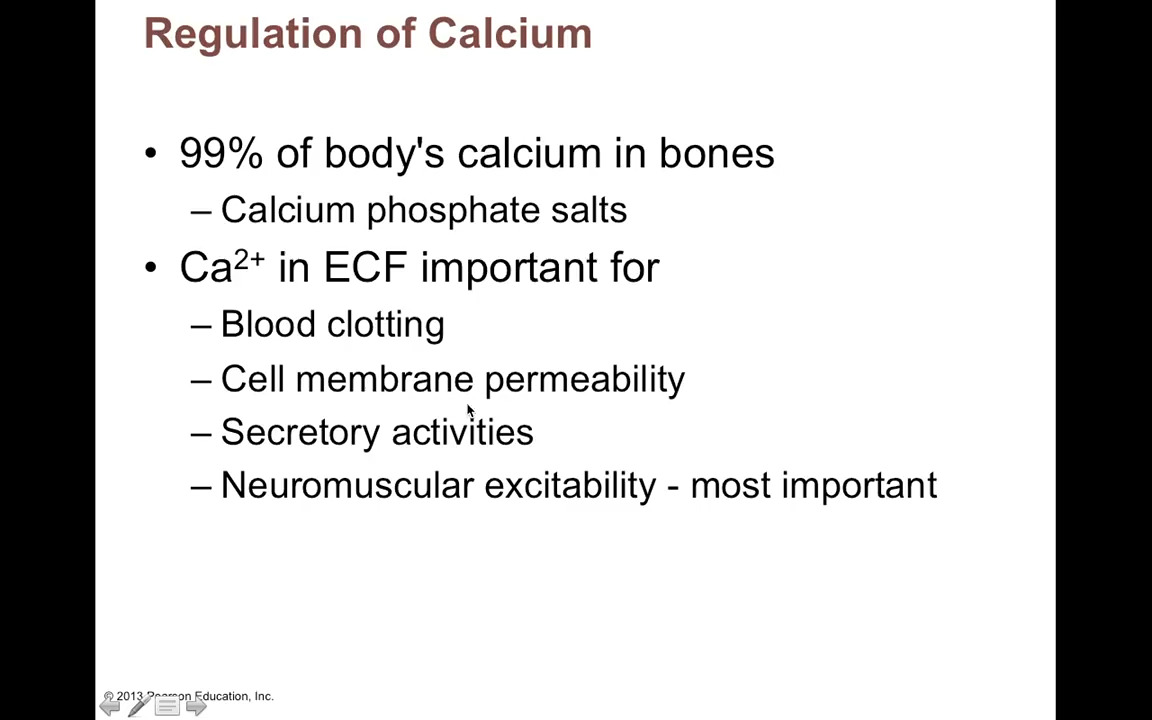 Regulation of Calcium
• 99% of body's calcium in bones
– Calcium phosphate salts
• Ca²⁺ in ECF important for
– Blood clotting
– Cell membrane permeability
– Secretory activities
– Neuromuscular excitability - most important
© 2013 Pearson Education, Inc.